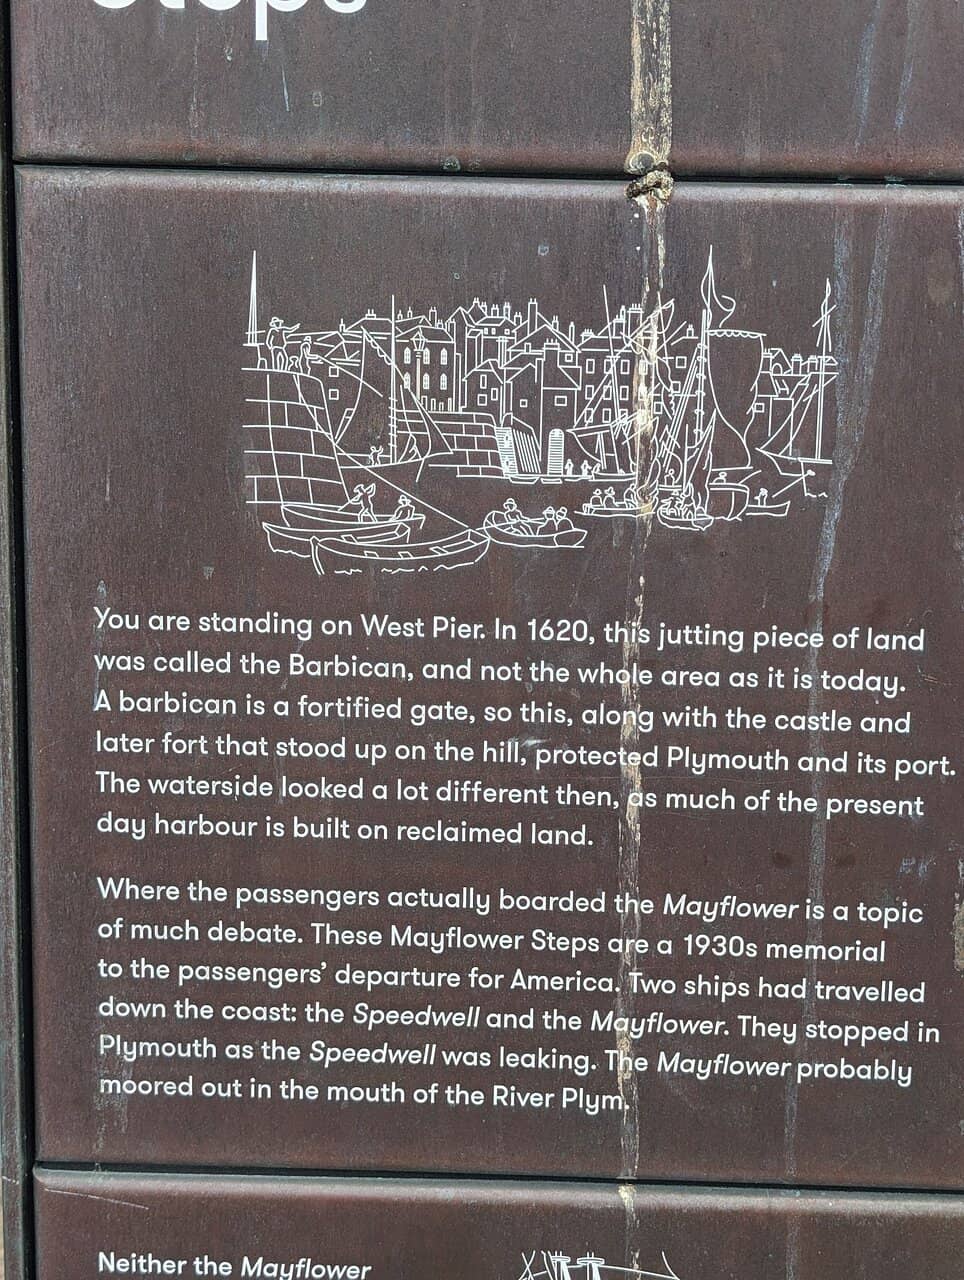 Steps
You are standing on West Pier. In 1620, this jutting piece of land
was called the Barbican, and not the whole area as it is today.
A barbican is a fortified gate, so this, along with the castle and
later fort that stood up on the hill, protected Plymouth and its port.
The waterside looked a lot different then, as much of the present
day harbour is built on reclaimed land.
Where the passengers actually boarded the Mayflower is a topic
of much debate. These Mayflower Steps are a 1930s memorial
to the passengers' departure for America. Two ships had travelled
down the coast: the Speedwell and the Mayflower. They stopped in
Plymouth as the Speedwell was leaking. The Mayflower probably
moored out in the mouth of the River Plym.
Neither the Mayflower